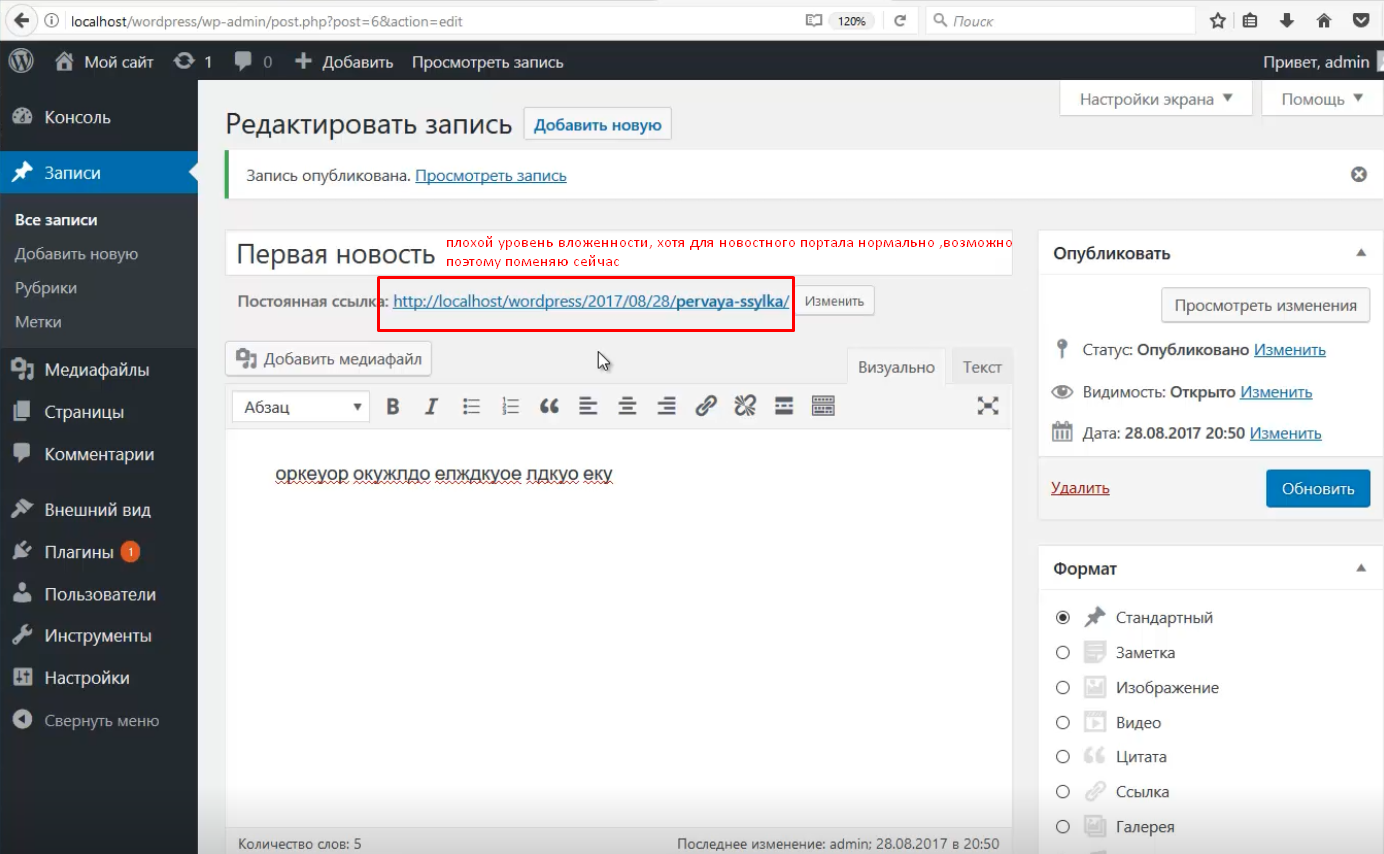 localhost/wordpress/wp-admin/post.php?post=6&action=edit
120%
Поиск
Мой сайт
1
0
Добавить
Просмотреть запись
Привет, admin
Настройки экрана
Помощь
Консоль
Записи
Все записи
Добавить новую
Рубрики
Метки
Медиафайлы
Страницы
Комментарии
Внешний вид
Плагины 1
Пользователи
Инструменты
Настройки
Свернуть меню
Редактировать запись
Добавить новую
Запись опубликована. Просмотреть запись
Первая новость
плохой уровень вложенности, хотя для новостного портала нормально ,возможно
поэтому поменяю сейчас
Постоянная ссылка: http://localhost/wordpress/2017/08/28/pervaya-ssylka/
Изменить
Добавить медиафайл
Визуально
Текст
Абзац
B
I
оркеуор окужлдо елждкуое лдкуо еку
Количество слов: 5
Последнее изменение: admin; 28.08.2017 в 20:50
Опубликовать
Просмотреть изменения
Статус: Опубликовано Изменить
Видимость: Открыто Изменить
Дата: 28.08.2017 20:50 Изменить
Удалить
Обновить
Формат
Стандартный
Заметка
Изображение
Видео
Цитата
Ссылка
Галерея